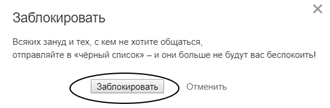 Заблокировать
Всяких зануд и тех, с кем не хотите общаться,
отправляйте в «чёрный список» – и они больше не будут вас беспокоить!
Заблокировать Отменить